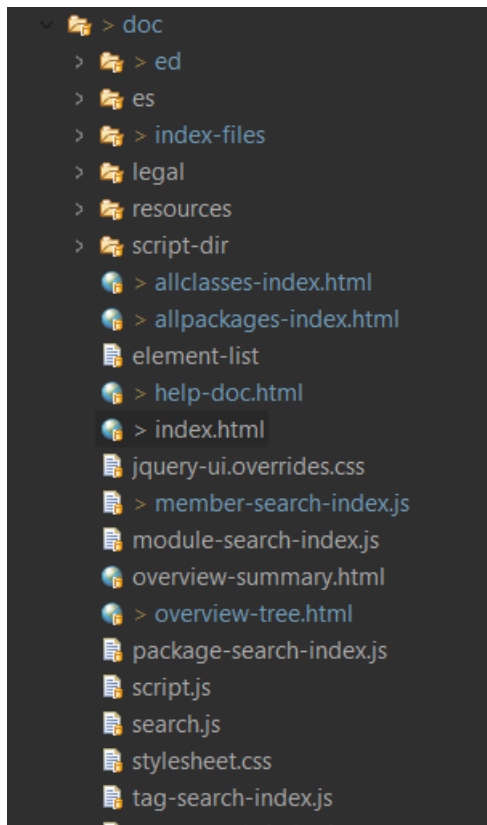 > doc
> ed
es
> index-files
legal
resources
script-dir
> allclasses-index.html
> allpackages-index.html
element-list
> help-doc.html
> index.html
jquery-ui.overrides.css
> member-search-index.js
module-search-index.js
overview-summary.html
> overview-tree.html
package-search-index.js
script.js
search.js
stylesheet.css
tag-search-index.js